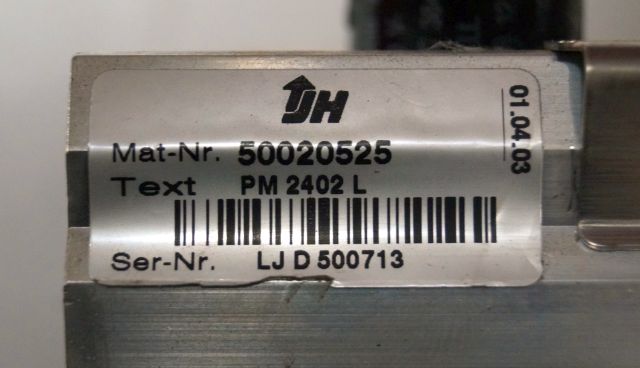 JH
Mat-Nr. 50020525
Text PM 2402 L
Ser-Nr. LJ D 500713
01.04.03